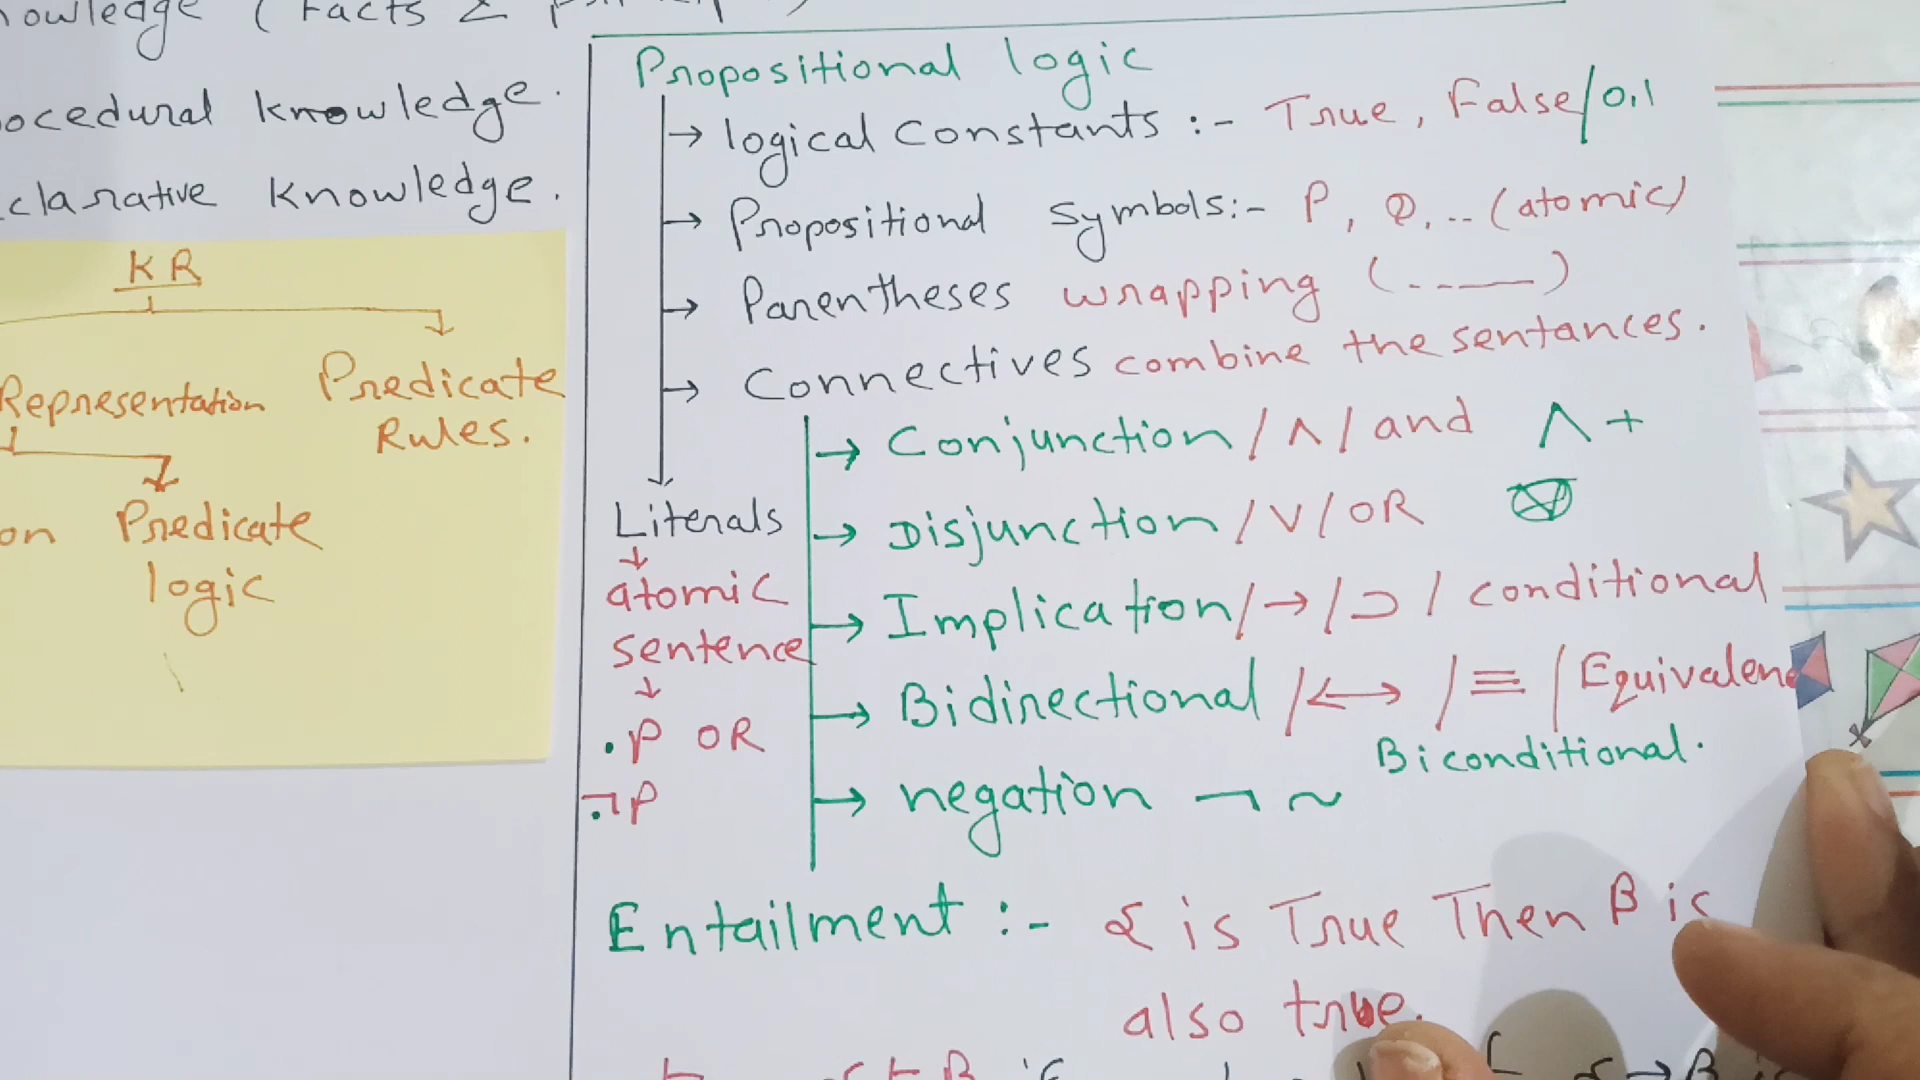 Knowledge (Facts &
Procedural knowledge.
Declarative Knowledge.
KR
Representation
Predicate
Rules.
on
Predicate
logic
Propositional logic
→ logical Constants :- True, False/0,1
→ Propositional Symbols:- P, Q, .. (atomic)
→ Parentheses wrapping (---—)
→ Connectives combine the sentances.
→ Conjunction / ∧ / and ∧ +
→ Disjunction / ∨ / OR
→ Implication / → / ⊃ / conditional
→ Bidirectional / ↔ / ≡ / Equivalen
Biconditional.
→ negation ¬ ~
Literals
↓
atomic
sentence
↓
.P OR
.¬P
Entailment :- α is True Then β is
also true.